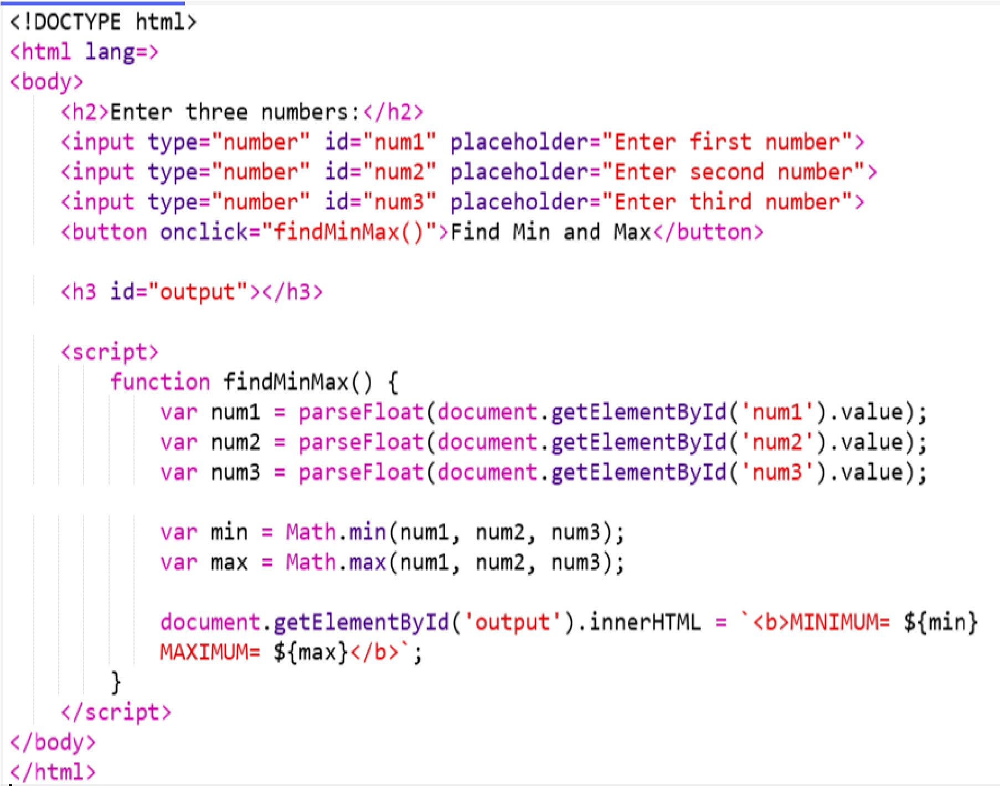 <!DOCTYPE html>
<html lang=>
<body>
<h2>Enter three numbers:</h2>
<input type="number" id="num1" placeholder="Enter first number">
<input type="number" id="num2" placeholder="Enter second number">
<input type="number" id="num3" placeholder="Enter third number">
<button onclick="findMinMax()">Find Min and Max</button>
<h3 id="output"></h3>
<script>
function findMinMax() {
var num1 = parseFloat(document.getElementById('num1').value);
var num2 = parseFloat(document.getElementById('num2').value);
var num3 = parseFloat(document.getElementById('num3').value);
var min = Math.min(num1, num2, num3);
var max = Math.max(num1, num2, num3);
document.getElementById('output').innerHTML = `<b>MINIMUM= ${min}
MAXIMUM= ${max}</b>`;
}
</script>
</body>
</html>